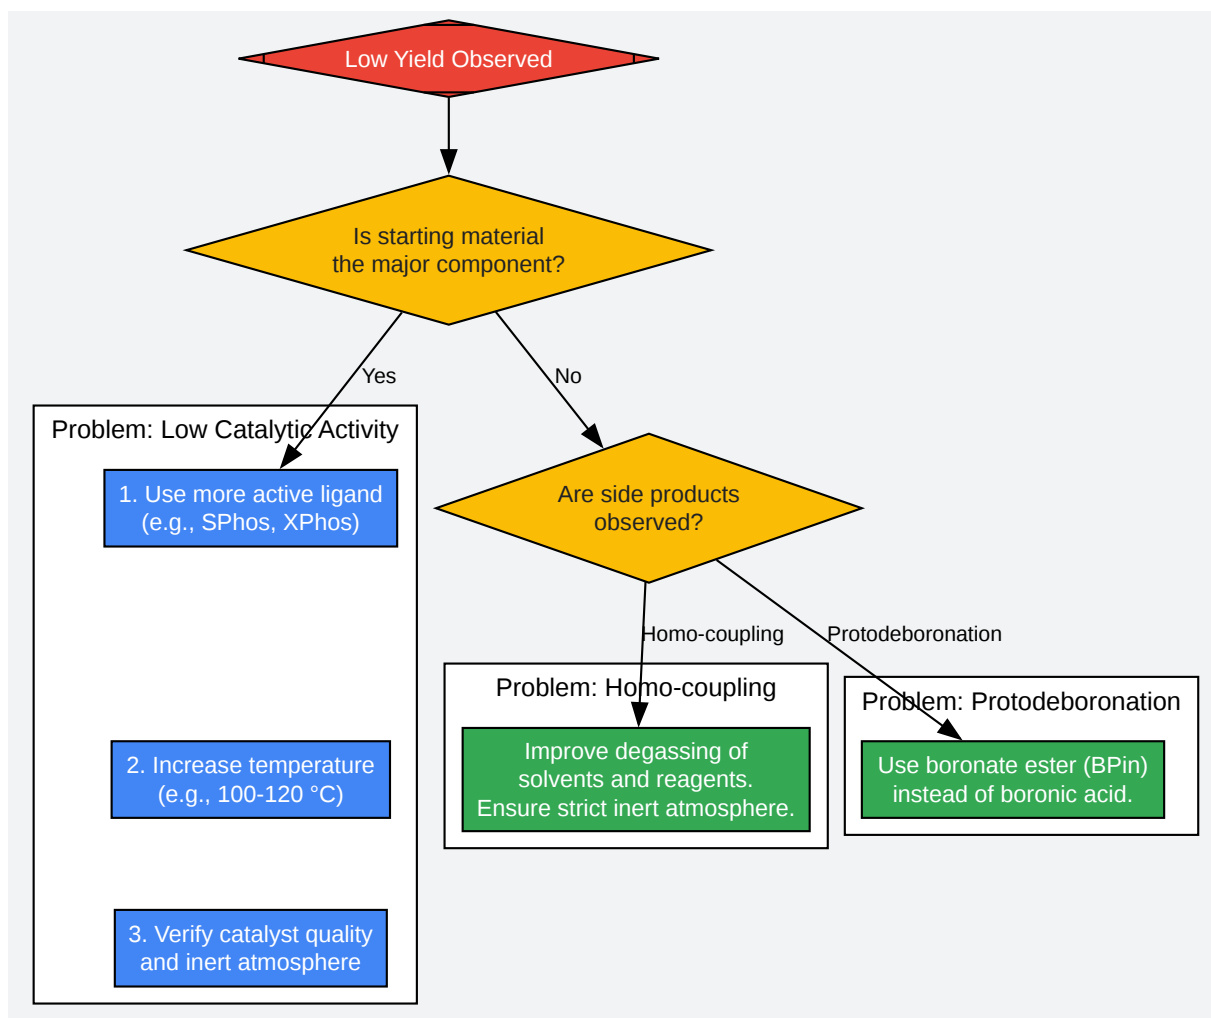 Low Yield Observed
Is starting material
the major component?
Yes
No
Problem: Low Catalytic Activity
1. Use more active ligand
(e.g., SPhos, XPhos)
Are side products
observed?
Homo-coupling
Protodeboronation
Problem: Homo-coupling
Problem: Protodeboronation
2. Increase temperature
(e.g., 100-120 °C)
Improve degassing of
solvents and reagents.
Ensure strict inert atmosphere.
Use boronate ester (BPin)
instead of boronic acid.
3. Verify catalyst quality
and inert atmosphere